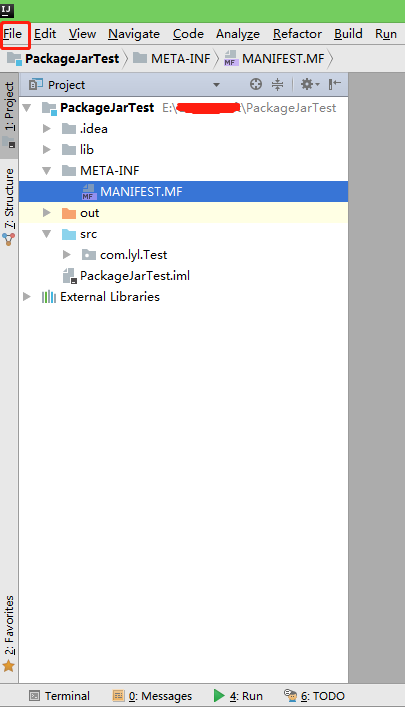 IJ
File Edit View Navigate Code Analyze Refactor Build Run
PackageJarTest META-INF MF MANIFEST.MF
1: Project
7: Structure
2: Favorites
Project
PackageJarTest E:\ \PackageJarTest
.idea
lib
META-INF
MF MANIFEST.MF
out
src
com.lyl.Test
PackageJarTest.iml
External Libraries
Terminal 0: Messages 4: Run 6: TODO